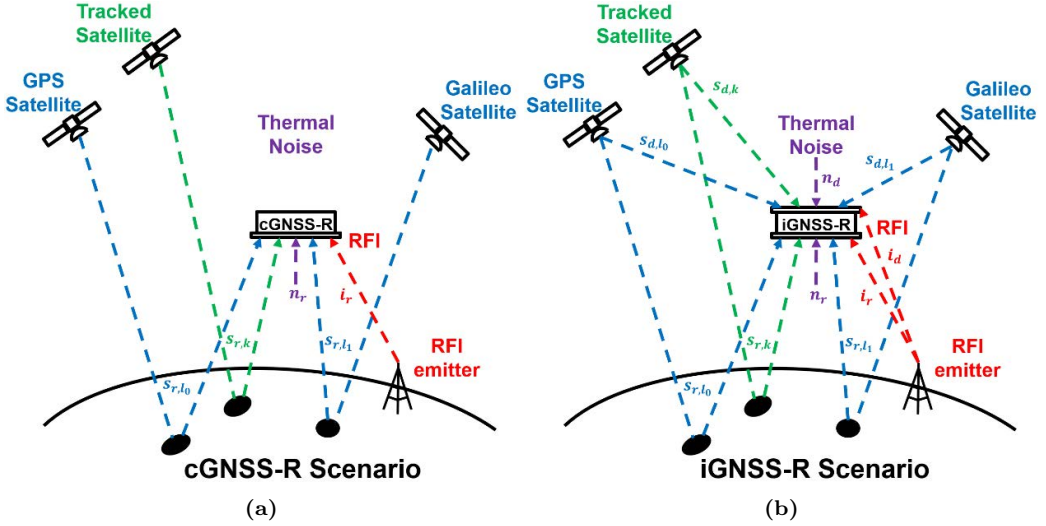 Tracked
Satellite
GPS
Satellite
Galileo
Satellite
Thermal
Noise
cGNSS-R
RFI
n_r
i_r
s_{r,k}
s_{r,l_1}
s_{r,l_0}
RFI
emitter
cGNSS-R Scenario
(a)
Tracked
Satellite
GPS
Satellite
Galileo
Satellite
s_{d,k}
s_{d,l_0}
s_{d,l_1}
Thermal
Noise
n_d
iGNSS-R
RFI
i_d
n_r
i_r
s_{r,k}
s_{r,l_1}
s_{r,l_0}
RFI
emitter
iGNSS-R Scenario
(b)